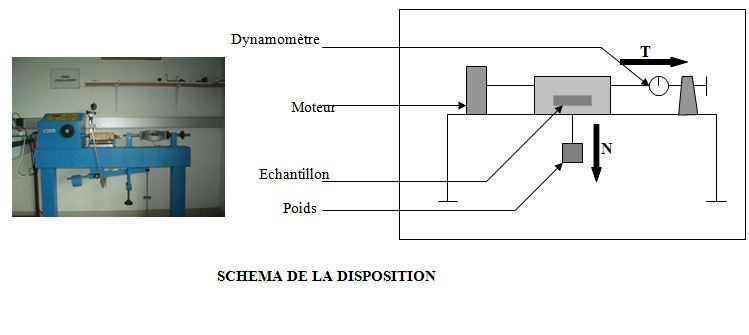 Dynamomètre
T
Moteur
N
Echantillon
Poids
SCHEMA DE LA DISPOSITION